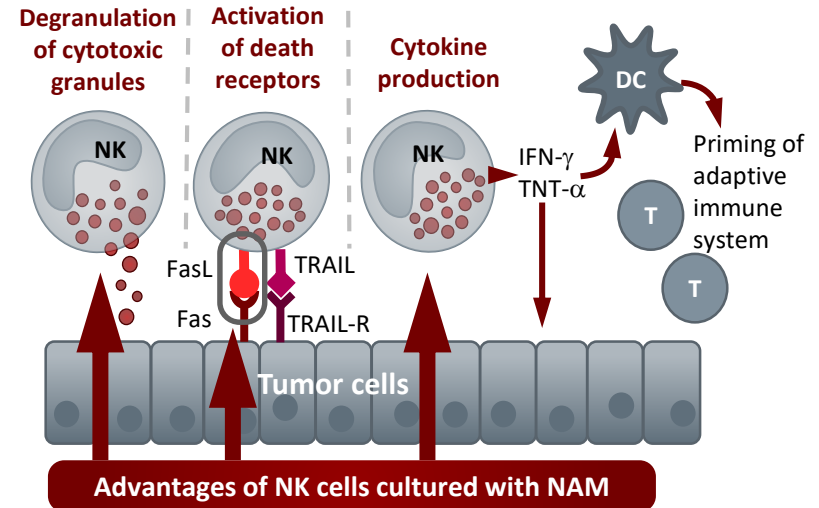 Degranulation
of cytotoxic
granules
Activation
of death
receptors
Cytokine
production
DC
NK
NK
NK
IFN-γ
TNT-α
Priming of
adaptive
immune
system
T
T
FasL
TRAIL
Fas
TRAIL-R
Tumor cells
Advantages of NK cells cultured with NAM